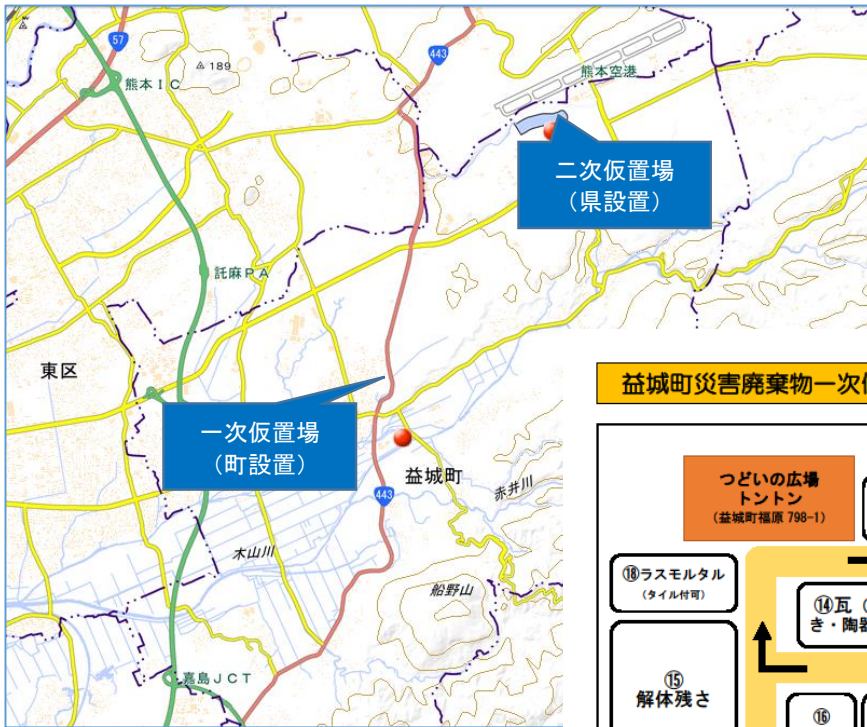 57
443
△ 189
熊本IC
熊本空港
二次仮置場
（県設置）
託麻PA
東区
一次仮置場
（町設置）
益城町
赤井川
443
木山川
船野山
嘉島JCT
益城町災害廃棄物一次
つどいの広場
トントン
(益城町福原 798-1)
⑱ラスモルタル
(タイル付可)
⑭瓦
き・陶器
⑮
解体残さ
⑯